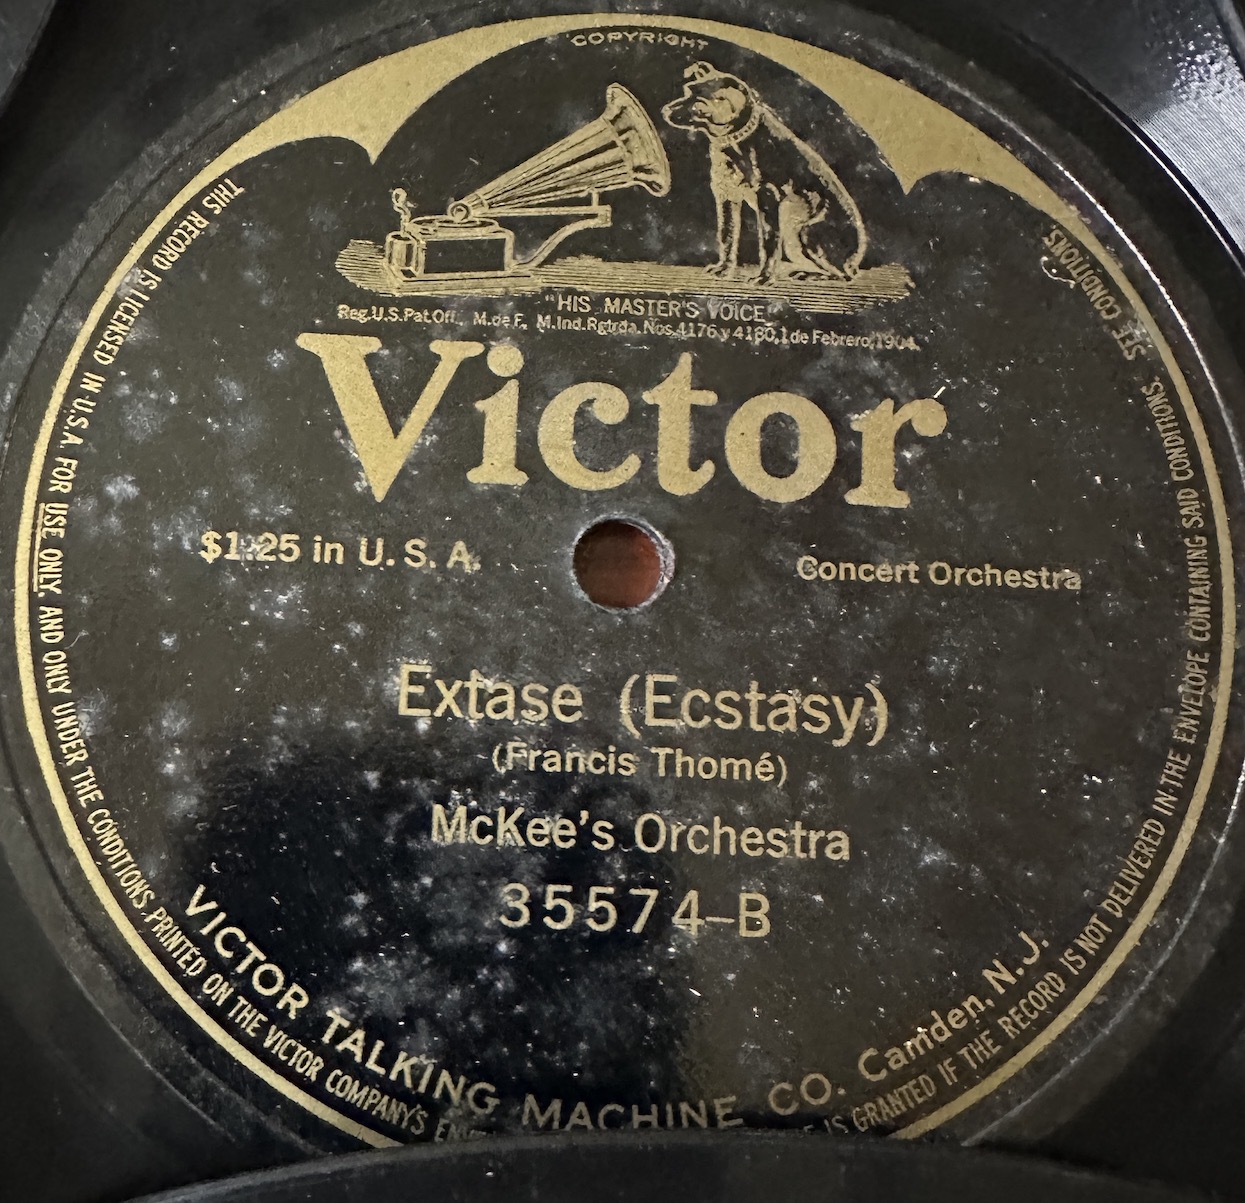 COPYRIGHT
"HIS MASTER'S VOICE"
Reg.U.S.Pat.Off., M.de F. M.Ind.Rgtrda.Nos.4176 y 4180,1 de Febrero,1904.
Victor
$1.25 in U.S.A.
Concert Orchestra
Extase (Ecstasy)
(Francis Thomé)
McKee's Orchestra
35574-B
VICTOR TALKING MACHINE CO. Camden, N.J.
THIS RECORD IS LICENSED IN U.S.A. FOR USE ONLY, AND ONLY UNDER THE CONDITIONS PRINTED ON THE VICTOR COMPANY'S
IS GRANTED IF THE RECORD IS NOT DELIVERED IN THE ENVELOPE CONTAINING SAID CONDITIONS. SEE CONDITIONS.